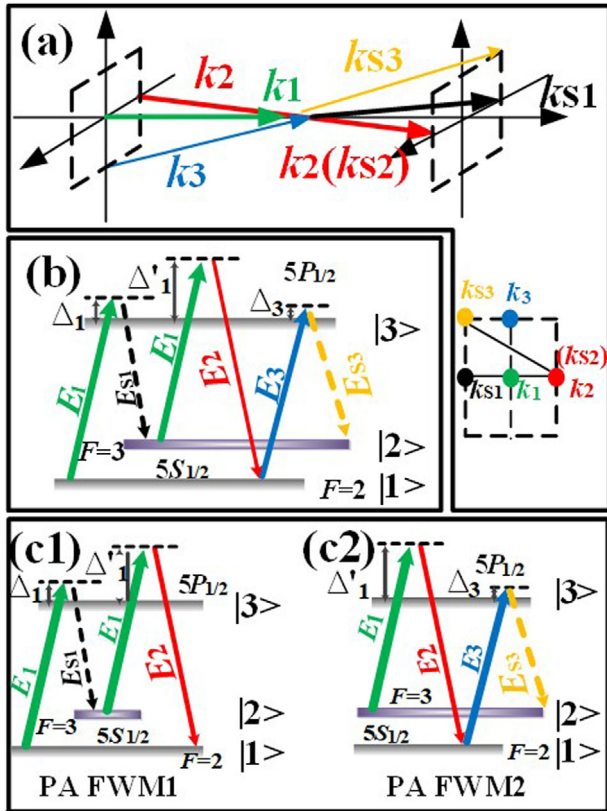 (a)
k2
k1
kS3
kS1
k3
k2(kS2)
(b)
Δ'1
5P1/2
Δ1
Δ3
|3>
E1
ES1
E1
E2
E3
ES3
F=3
|2>
5S1/2
F=2
|1>
kS3
k3
(kS2)
kS1
k1
k2
(c1)
Δ'1
5P1/2
Δ1
|3>
E1
ES1
E1
E2
F=3
|2>
5S1/2
F=2
|1>
PA FWM1
(c2)
Δ'1
5P1/2
Δ3
|3>
E1
E2
E3
ES3
F=3
|2>
5S1/2
F=2
|1>
PA FWM2